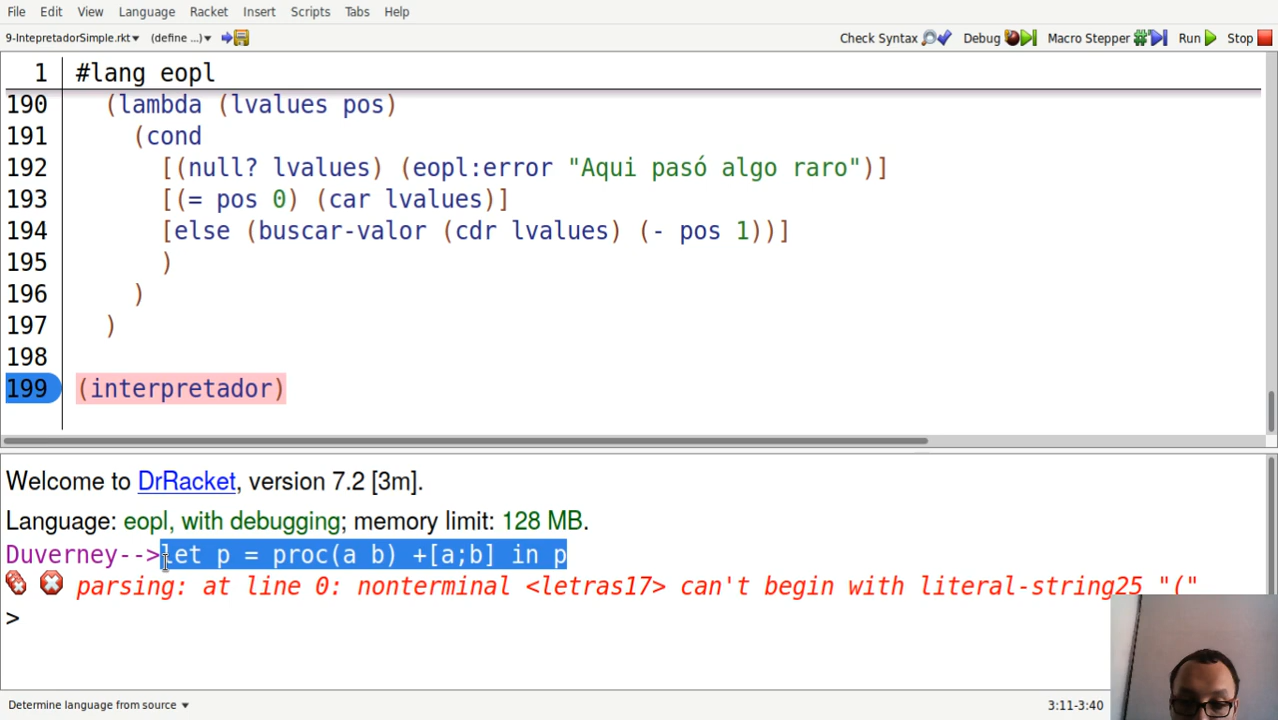 File Edit View Language Racket Insert Scripts Tabs Help
9-IntepretadorSimple.rkt▾ (define ...)▾ Check Syntax Debug Macro Stepper Run Stop
1 #lang eopl
190 (lambda (lvalues pos)
191 (cond
192 [(null? lvalues) (eopl:error "Aqui pasó algo raro")]
193 [(= pos 0) (car lvalues)]
194 [else (buscar-valor (cdr lvalues) (- pos 1))]
195 )
196 )
197 )
198
199 (interpretador)
Welcome to DrRacket, version 7.2 [3m].
Language: eopl, with debugging; memory limit: 128 MB.
Duverney-->let p = proc(a b) +[a;b] in p
parsing: at line 0: nonterminal <letras17> can't begin with literal-string25 "("
>
Determine language from source ▾ 3:11-3:40